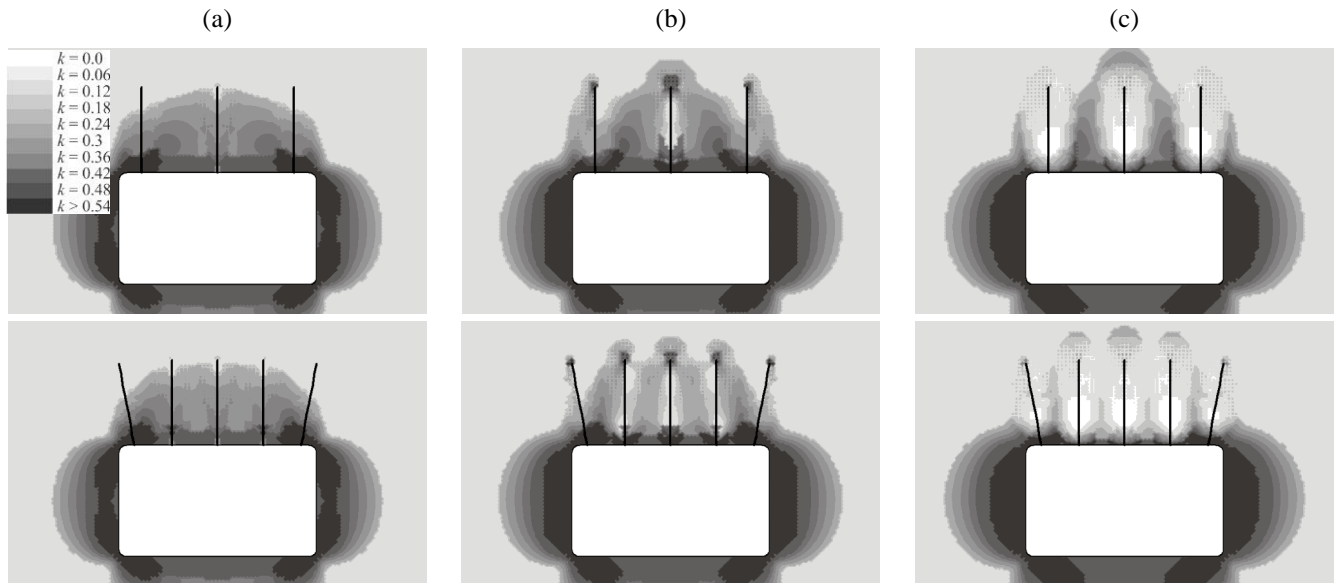 (a)
(b)
(c)
k = 0.0
k = 0.06
k = 0.12
k = 0.18
k = 0.24
k = 0.3
k = 0.36
k = 0.42
k = 0.48
k > 0.54